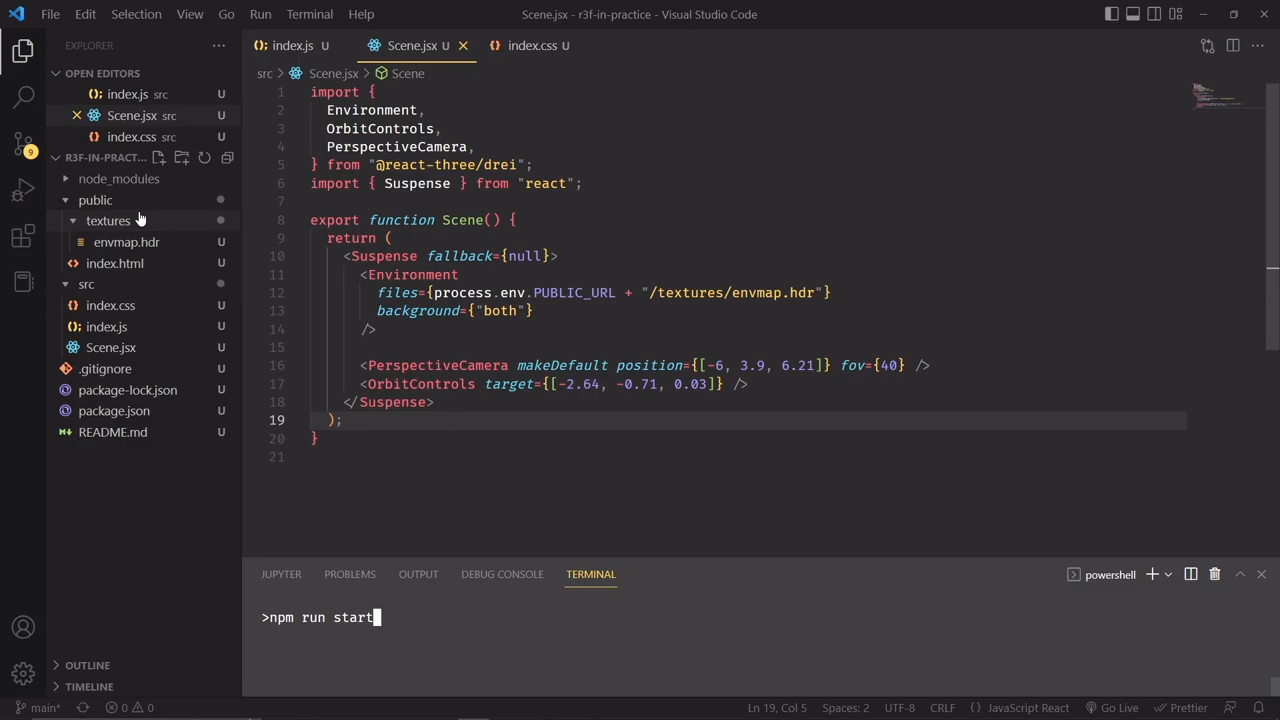 File Edit Selection View Go Run Terminal Help Scene.jsx - r3f-in-practice - Visual Studio Code
EXPLORER
OPEN EDITORS
index.js src U
Scene.jsx src U
index.css src U
R3F-IN-PRACT...
node_modules
public
textures
envmap.hdr U
index.html U
src
index.css U
index.js U
Scene.jsx U
.gitignore U
package-lock.json U
package.json U
README.md U
OUTLINE
TIMELINE
9
index.js U Scene.jsx U index.css U
src > Scene.jsx > Scene
1 import {
2 Environment,
3 OrbitControls,
4 PerspectiveCamera,
5 } from "@react-three/drei";
6 import { Suspense } from "react";
7
8 export function Scene() {
9 return (
10 <Suspense fallback={null}>
11 <Environment
12 files={process.env.PUBLIC_URL + "/textures/envmap.hdr"}
13 background={"both"}
14 />
15
16 <PerspectiveCamera makeDefault position={[-6, 3.9, 6.21]} fov={40} />
17 <OrbitControls target={[-2.64, -0.71, 0.03]} />
18 </Suspense>
19 );
20 }
21
JUPYTER PROBLEMS OUTPUT DEBUG CONSOLE TERMINAL powershell
>npm run start
main* 0 0 Ln 19, Col 5 Spaces: 2 UTF-8 CRLF {} JavaScript React Go Live Prettier